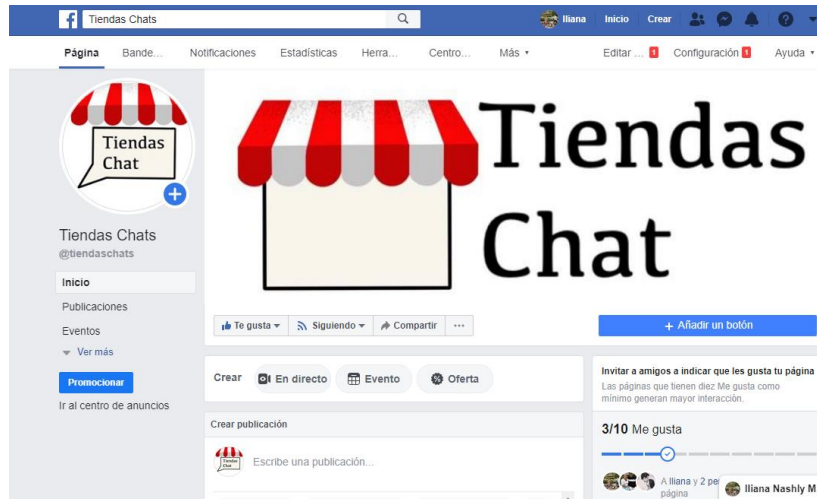 Tiendas Chats
Iliana
Inicio
Crear
Página
Bande...
Notificaciones
Estadísticas
Herra...
Centro...
Más
Editar ...
1
Configuración
1
Ayuda
Tiendas
Chat
Tiendas
Chat
Tiendas Chats
@tiendaschats
Inicio
Publicaciones
Eventos
Ver más
Promocionar
Ir al centro de anuncios
Te gusta
Siguiendo
Compartir
...
+ Añadir un botón
Crear
En directo
Evento
Oferta
Crear publicación
Tiendas
Chat
Escribe una publicación...
Invitar a amigos a indicar que les gusta tu página
Las páginas que tienen diez Me gusta como
mínimo generan mayor interacción.
3/10 Me gusta
A Iliana y 2 pe
página
Iliana Nashly M